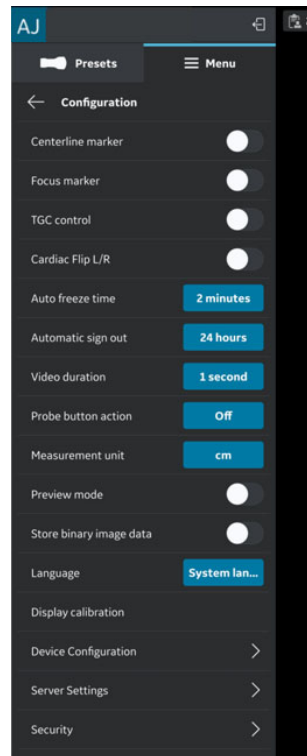 AJ
Presets
Menu
Configuration
Centerline marker
Focus marker
TGC control
Cardiac Flip L/R
Auto freeze time
2 minutes
Automatic sign out
24 hours
Video duration
1 second
Probe button action
Off
Measurement unit
cm
Preview mode
Store binary image data
Language
System lan...
Display calibration
Device Configuration
Server Settings
Security